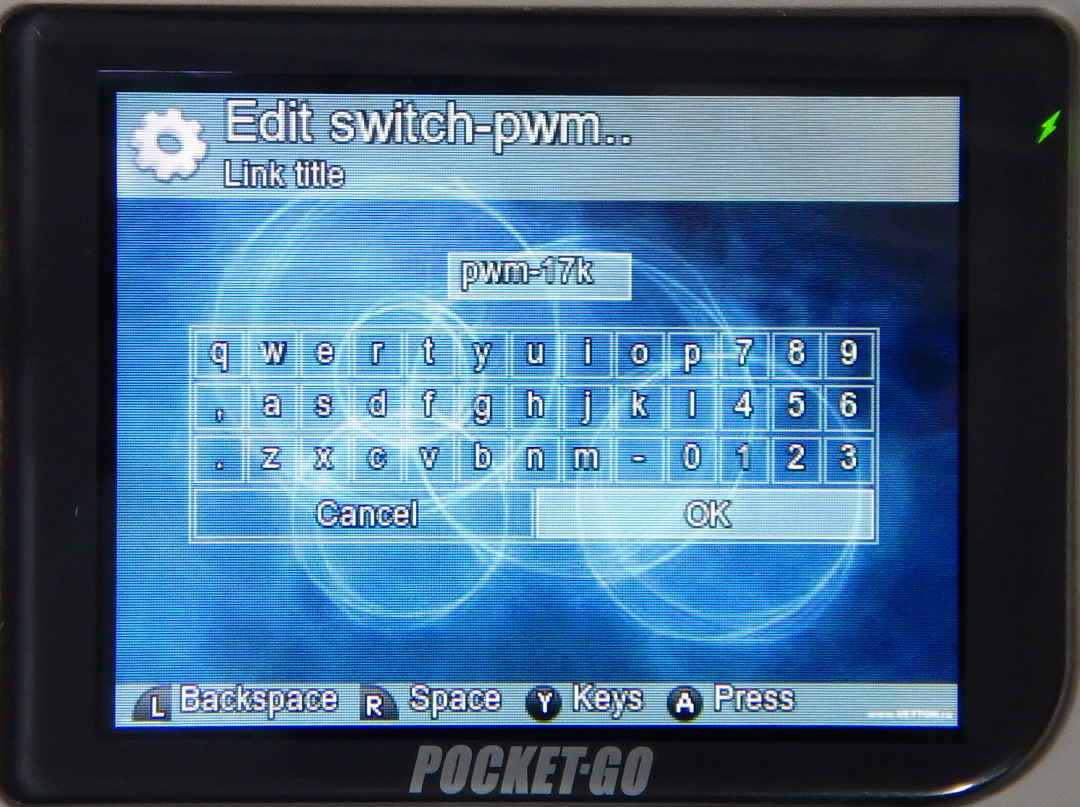 Edit switch-pwm..
Link title
pwm-17k
q w e r t y u i o p 7 8 9
, a s d f g h j k l 4 5 6
. z x c v b n m - 0 1 2 3
Cancel OK
L Backspace R Space Y Keys A Press
POCKET-GO